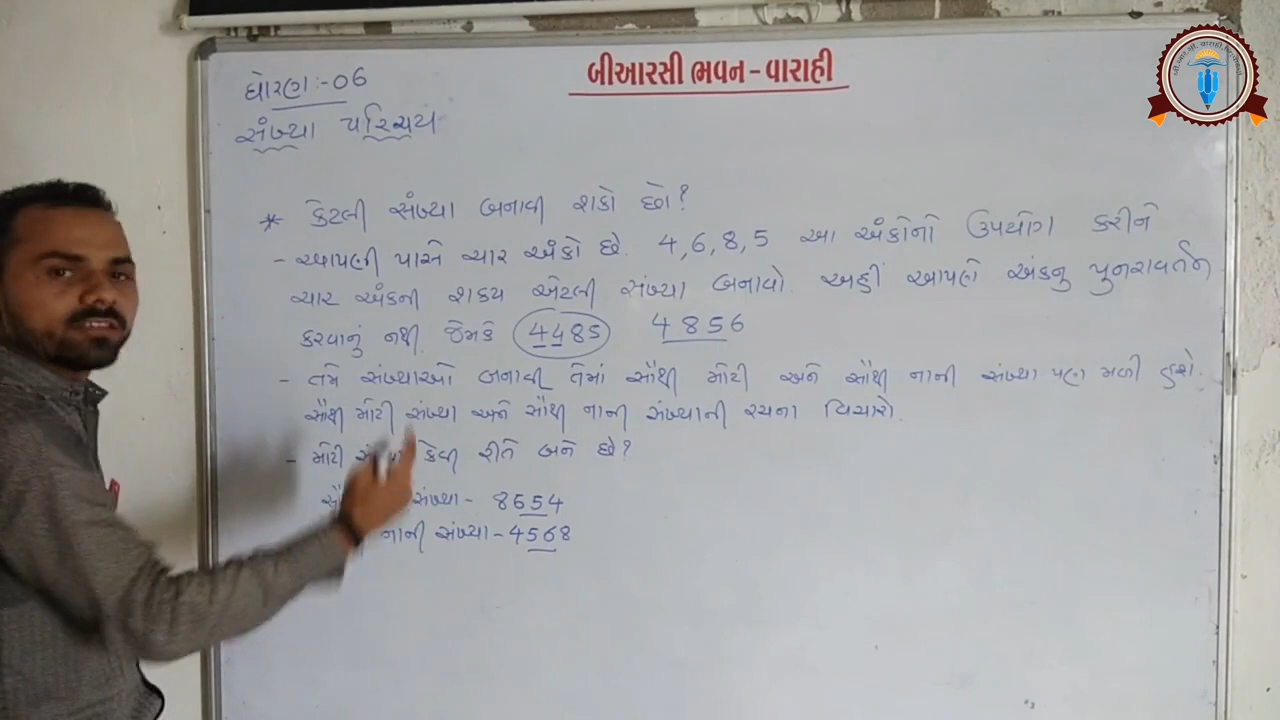 બીઆરસી ભવન - વારાહી
ધોરણ :- ૦6
સંખ્યા પરિચય
* કેટલી સંખ્યા બનાવી શકો છો?
- આપણી પાસે ચાર અંકો છે. 4,6,8,5 આ અંકોનો ઉપયોગ કરીને
ચાર અંકની શક્ય એટલી સંખ્યા બનાવો. અહીં આપણે અંકનુ પુનરાવર્તન
કરવાનું નથી. જેમકે 4485 4856
- તમે સંખ્યાઓ બનાવી તેમાં સૌથી મોટી અને સૌથી નાની સંખ્યા પણ મળી હશે.
સૌથી મોટી સંખ્યા અને સૌથી નાની સંખ્યાની રચના વિચારો.
- મોટી કેવી રીતે બને છે?
સંખ્યા - 8654
નાની સંખ્યા - 4568